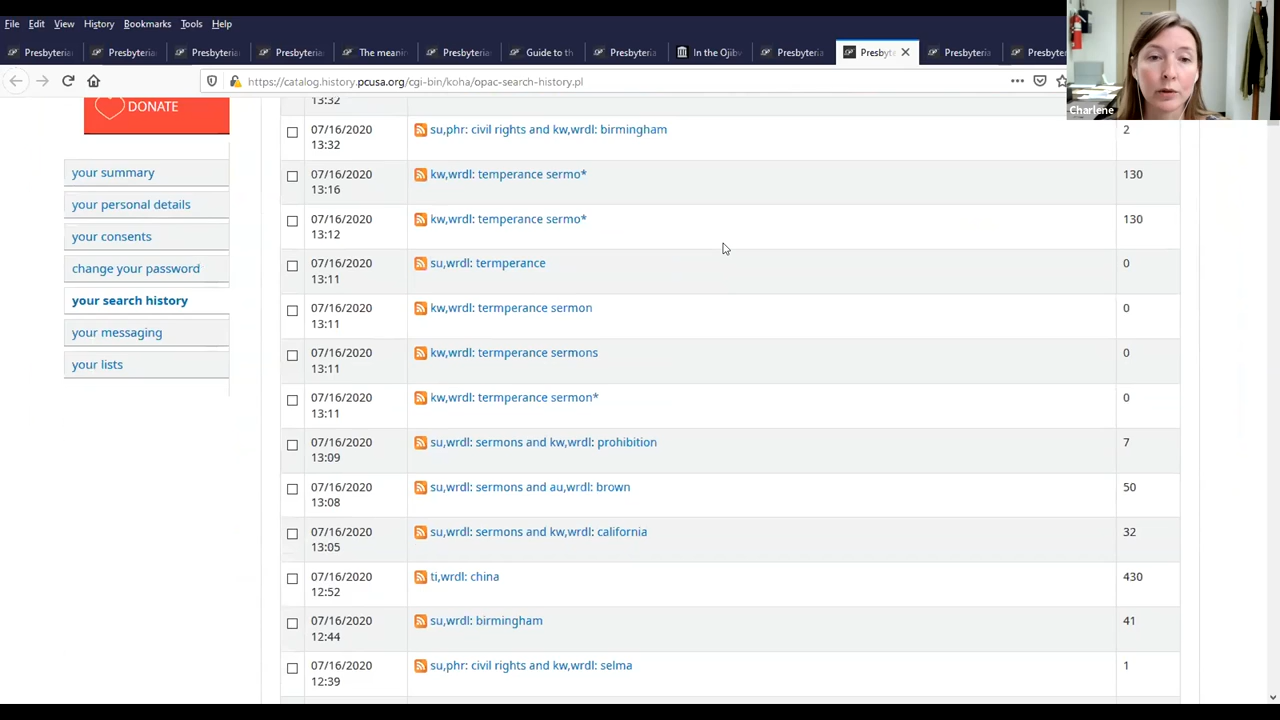 File Edit View History Bookmarks Tools Help
Presbyteria Presbyteria Presbyteria Presbyteria The meani Presbyteria Guide to th Presbyteria In the Ojibw Presbyteria Presbyte Presbyteria Presbyte
https://catalog.history.pcusa.org/cgi-bin/koha/opac-search-history.pl
Charlene
DONATE
your summary
your personal details
your consents
change your password
your search history
your messaging
your lists
13:32
07/16/2020 su,phr: civil rights and kw,wrdl: birmingham 2
13:32
07/16/2020 kw,wrdl: temperance sermo* 130
13:16
07/16/2020 kw,wrdl: temperance sermo* 130
13:12
07/16/2020 su,wrdl: termperance 0
13:11
07/16/2020 kw,wrdl: termperance sermon 0
13:11
07/16/2020 kw,wrdl: termperance sermons 0
13:11
07/16/2020 kw,wrdl: termperance sermon* 0
13:11
07/16/2020 su,wrdl: sermons and kw,wrdl: prohibition 7
13:09
07/16/2020 su,wrdl: sermons and au,wrdl: brown 50
13:08
07/16/2020 su,wrdl: sermons and kw,wrdl: california 32
13:05
07/16/2020 ti,wrdl: china 430
12:52
07/16/2020 su,wrdl: birmingham 41
12:44
07/16/2020 su,phr: civil rights and kw,wrdl: selma 1
12:39